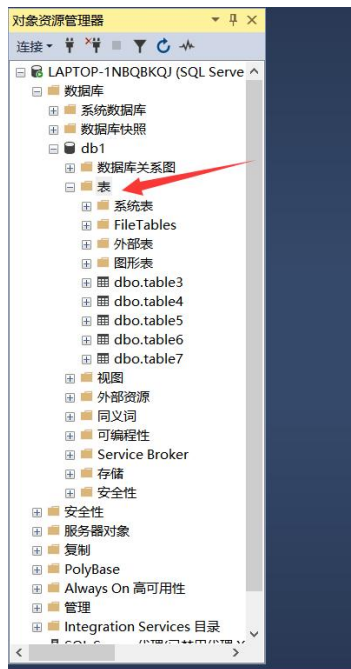 对象资源管理器
连接
LAPTOP-1NBQBKQJ (SQL Serve
数据库
系统数据库
数据库快照
db1
数据库关系图
表
系统表
FileTables
外部表
图形表
dbo.table3
dbo.table4
dbo.table5
dbo.table6
dbo.table7
视图
外部资源
同义词
可编程性
Service Broker
存储
安全性
安全性
服务器对象
复制
PolyBase
Always On 高可用性
管理
Integration Services 目录